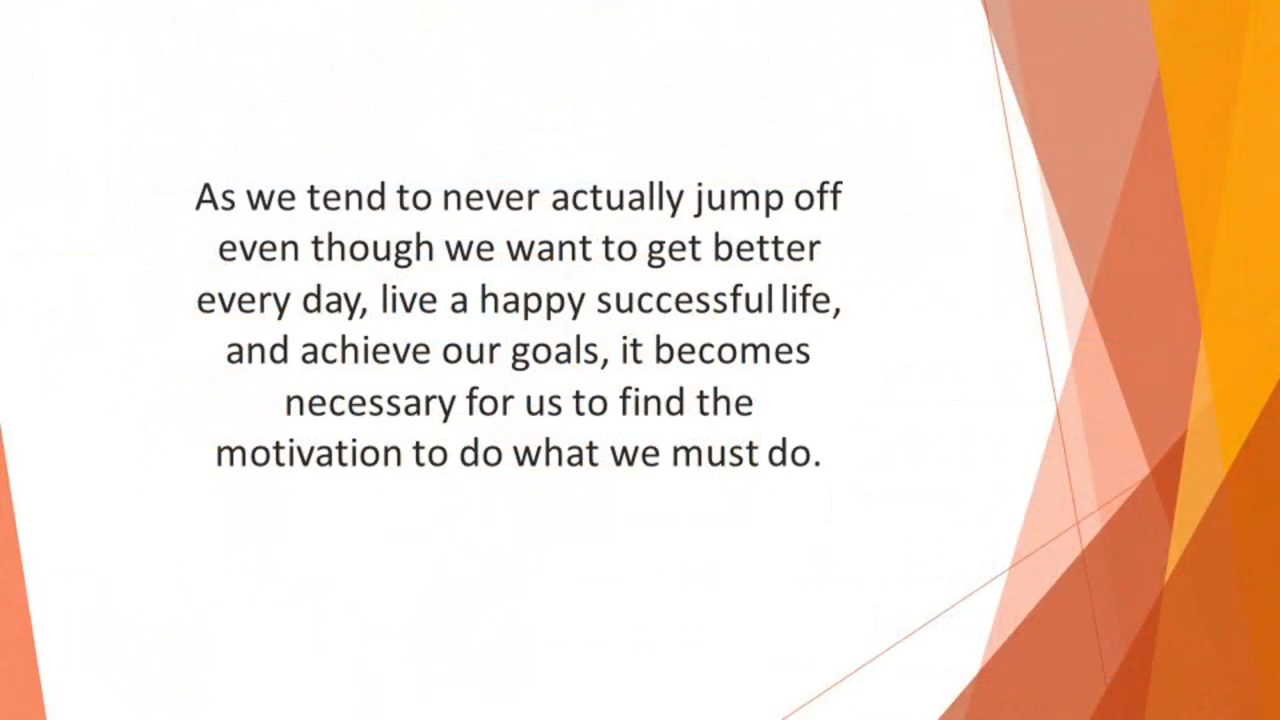 As we tend to never actually jump off
even though we want to get better
every day, live a happy successful life,
and achieve our goals, it becomes
necessary for us to find the
motivation to do what we must do.